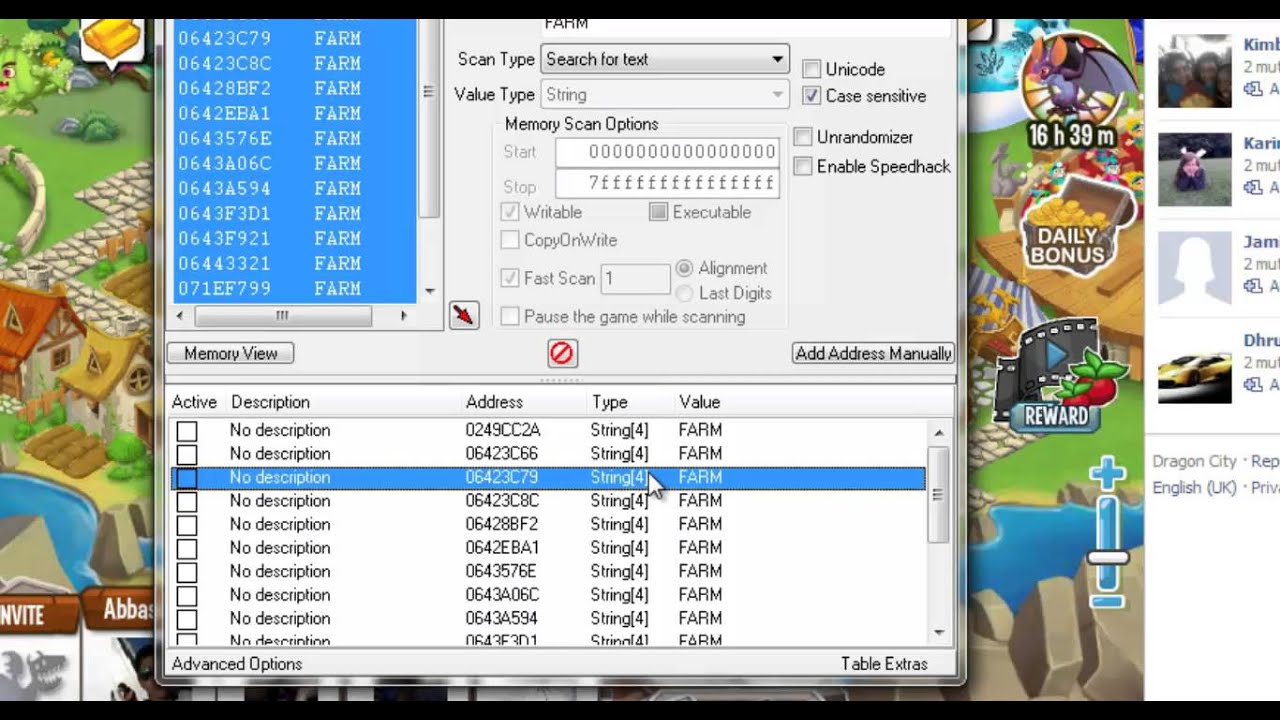 FARM
06423C79 FARM
06423C8C FARM
06428BF2 FARM
0642EBA1 FARM
0643576E FARM
0643A06C FARM
0643A594 FARM
0643F3D1 FARM
0643F921 FARM
06443321 FARM
071EF799 FARM
Scan Type Search for text
Value Type String
Unicode
Case sensitive
Memory Scan Options
Start 0000000000000000
Stop 7fffffffffffffff
Writable Executable
CopyOnWrite
Fast Scan 1 Alignment
Last Digits
Pause the game while scanning
Unrandomizer
Enable Speedhack
Memory View
Add Address Manually
Active Description Address Type Value
No description 0249CC2A String[4] FARM
No description 06423C66 String[4] FARM
No description 06423C79 String[4] FARM
No description 06423C8C String[4] FARM
No description 06428BF2 String[4] FARM
No description 0642EBA1 String[4] FARM
No description 0643576E String[4] FARM
No description 0643A06C String[4] FARM
No description 0643A594 String[4] FARM
No description 0643F3D1 String[4] FARM
Advanced Options Table Extras
INVITE
Abbas
16 h 39 m
DAILY
BONUS
REWARD
Kimb
2 mut
A
Karin
2 mut
A
Jami
2 mut
A
Dhru
2 mut
A
Dragon City · Rep
English (UK) · Priva